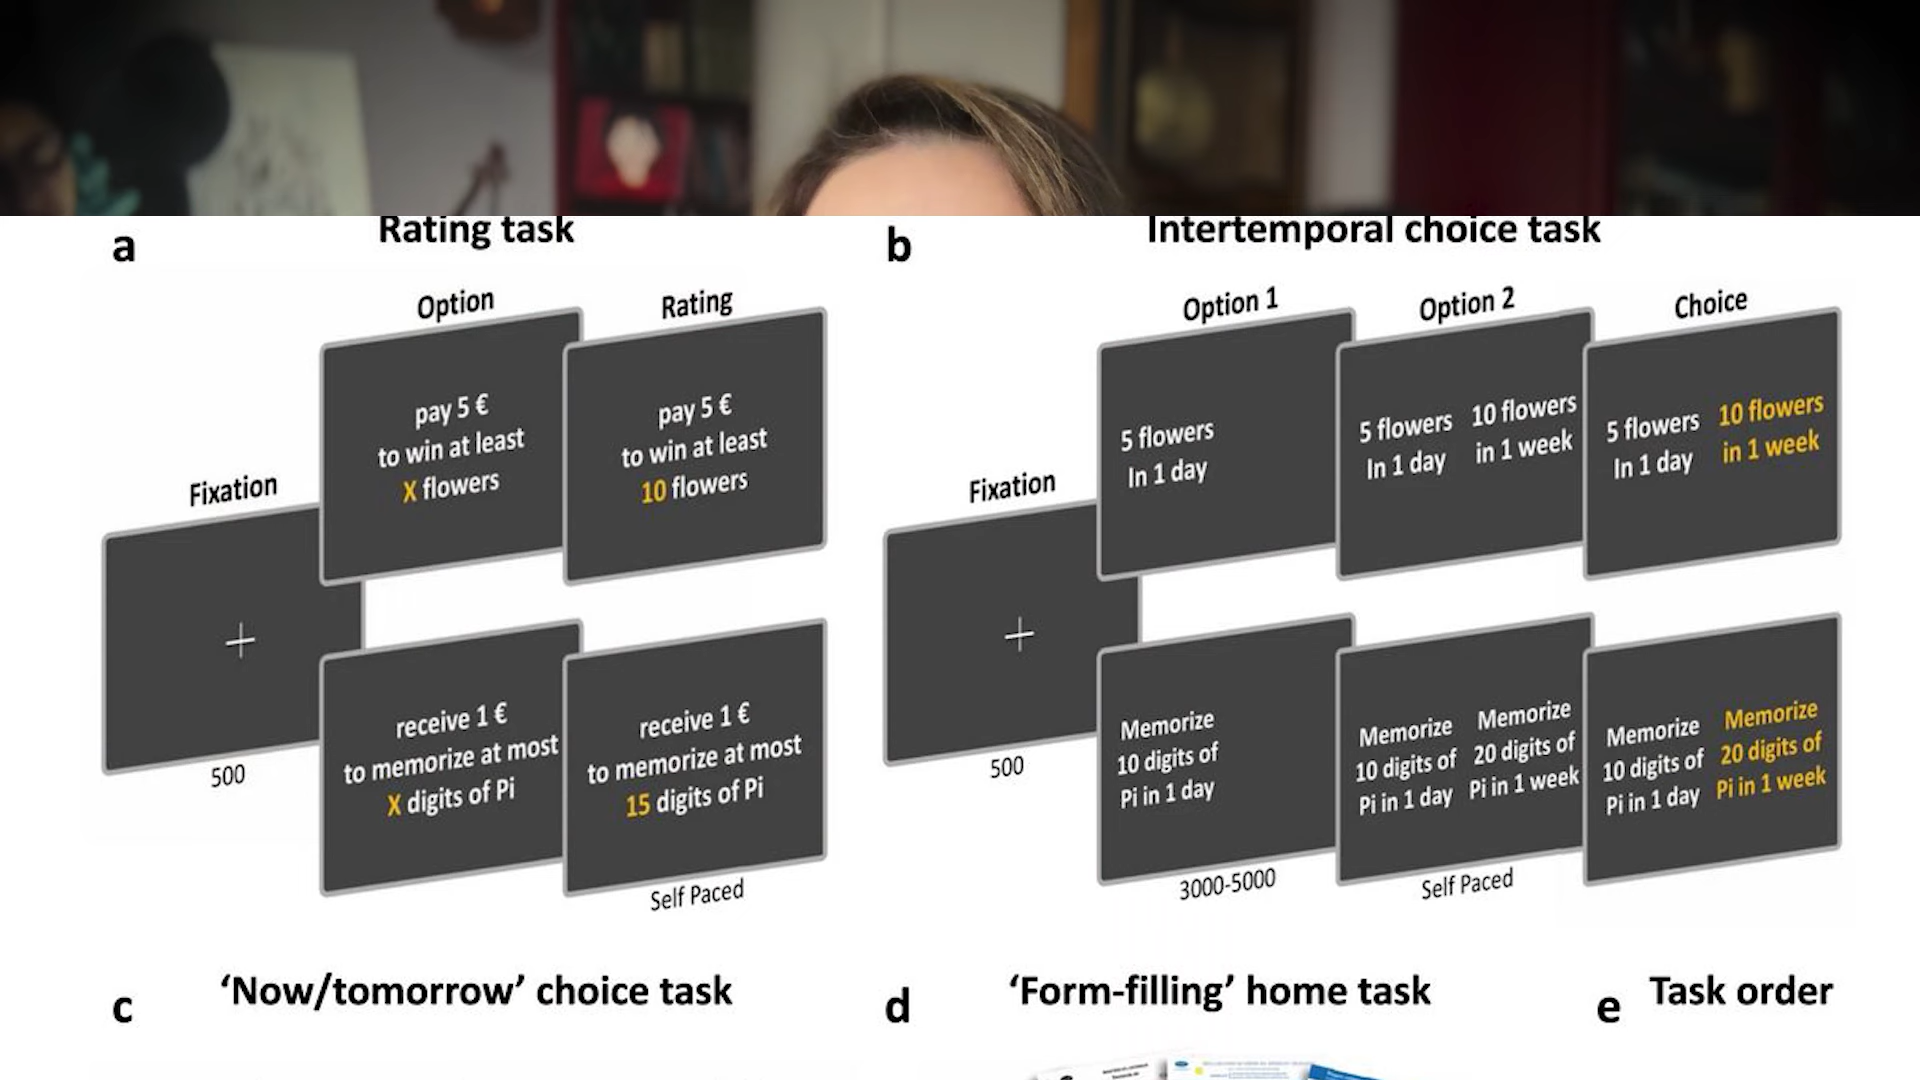 a
Rating task
Option
Rating
pay 5 €
to win at least
X flowers
pay 5 €
to win at least
10 flowers
Fixation
500
receive 1 €
to memorize at most
X digits of Pi
receive 1 €
to memorize at most
15 digits of Pi
Self Paced
b
Intertemporal choice task
Option 1
Option 2
Choice
5 flowers
In 1 day
5 flowers
In 1 day
10 flowers
in 1 week
5 flowers
In 1 day
10 flowers
in 1 week
Fixation
500
Memorize
10 digits of
Pi in 1 day
Memorize
10 digits of
Pi in 1 day
Memorize
20 digits of
Pi in 1 week
Memorize
10 digits of
Pi in 1 day
Memorize
20 digits of
Pi in 1 week
3000-5000
Self Paced
c
‘Now/tomorrow’ choice task
d
‘Form-filling’ home task
e
Task order